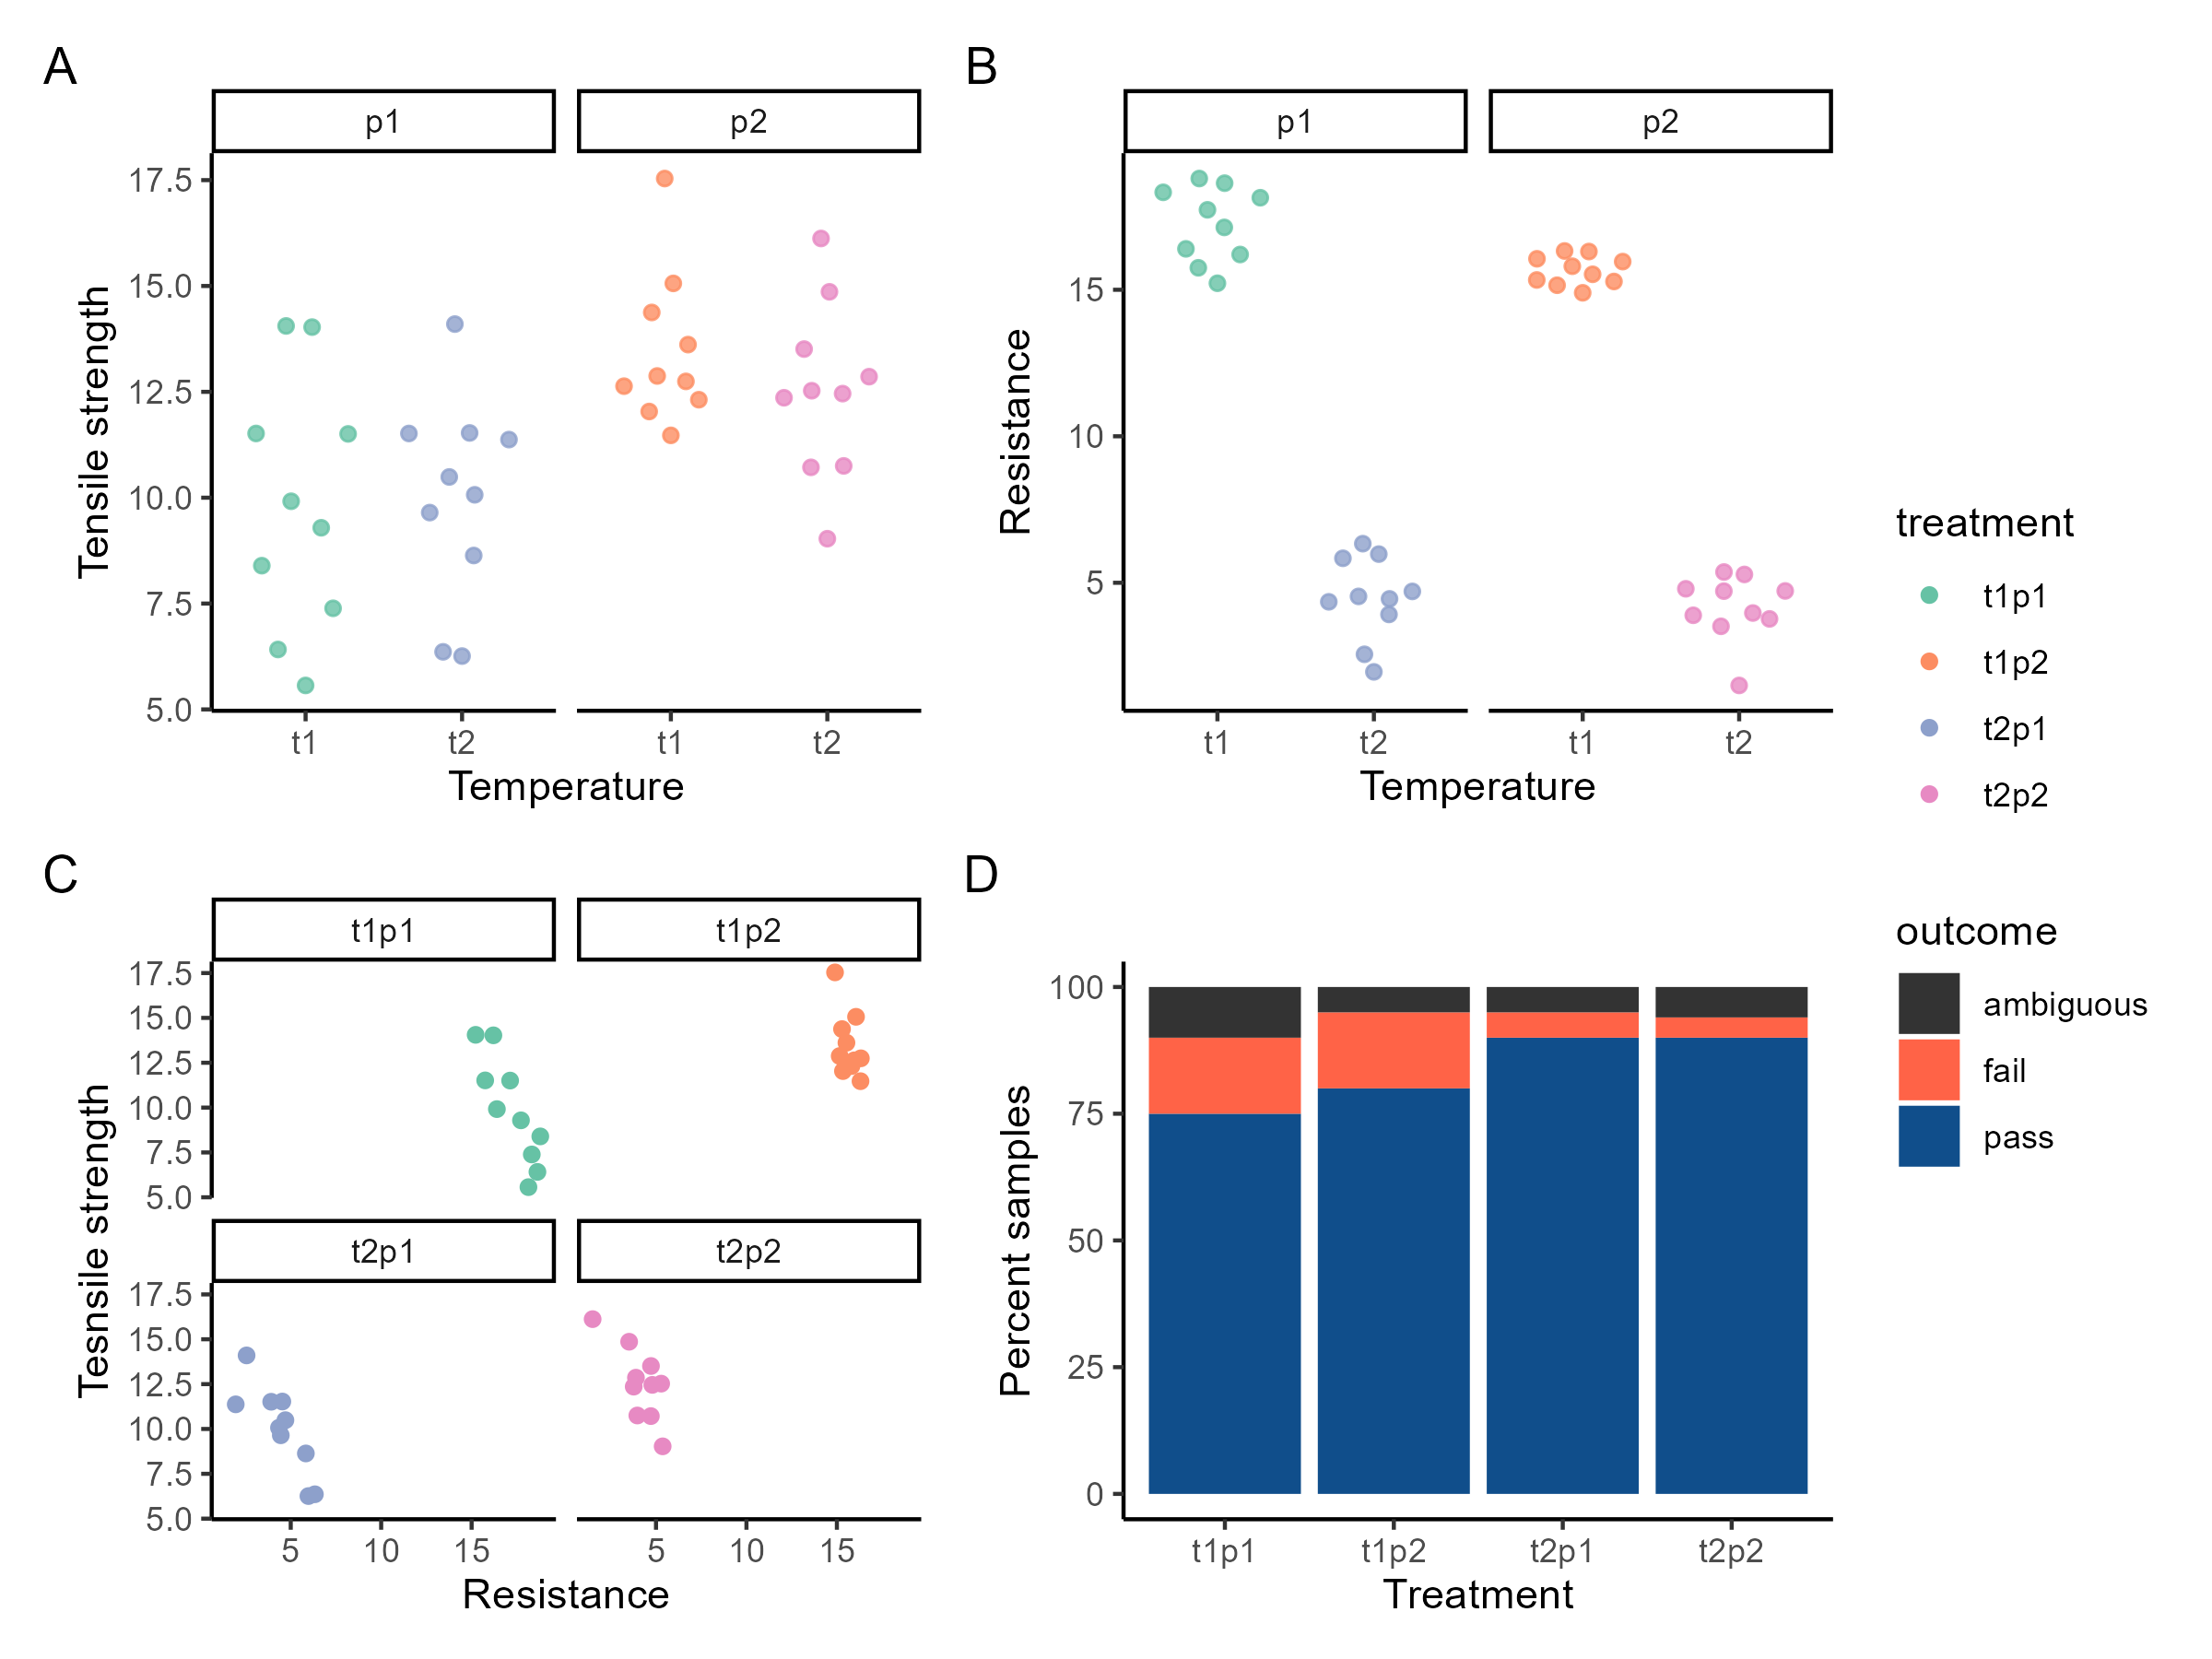 A
p1
p2
17.5
15.0
12.5
10.0
7.5
5.0
Tensile strength
t1
t2
t1
t2
Temperature
B
p1
p2
15
10
5
Resistance
t1
t2
t1
t2
Temperature
treatment
t1p1
t1p2
t2p1
t2p2
C
t1p1
t1p2
17.5
15.0
12.5
10.0
7.5
5.0
t2p1
t2p2
17.5
15.0
12.5
10.0
7.5
5.0
Tesnsile strength
5
10
15
5
10
15
Resistance
D
100
75
50
25
0
Percent samples
t1p1
t1p2
t2p1
t2p2
Treatment
outcome
ambiguous
fail
pass